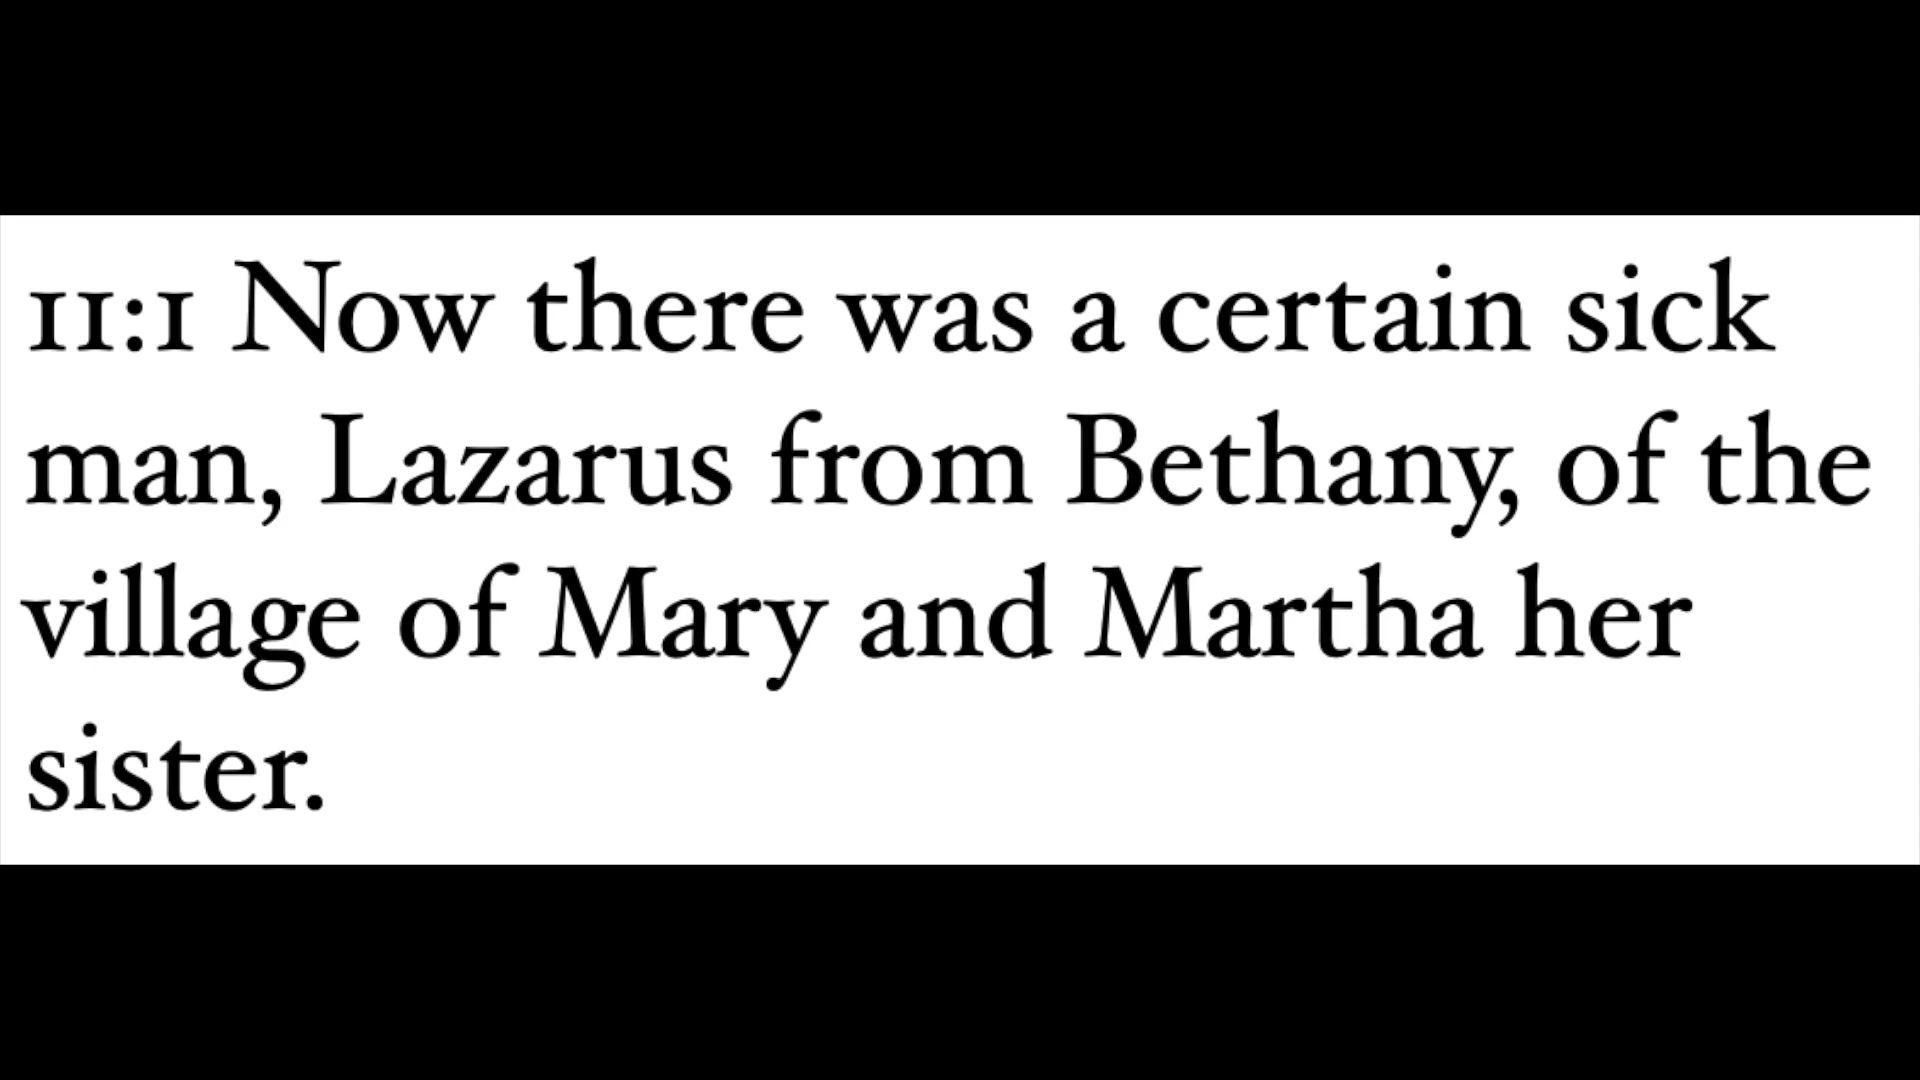 11:1 Now there was a certain sick
man, Lazarus from Bethany, of the
village of Mary and Martha her
sister.